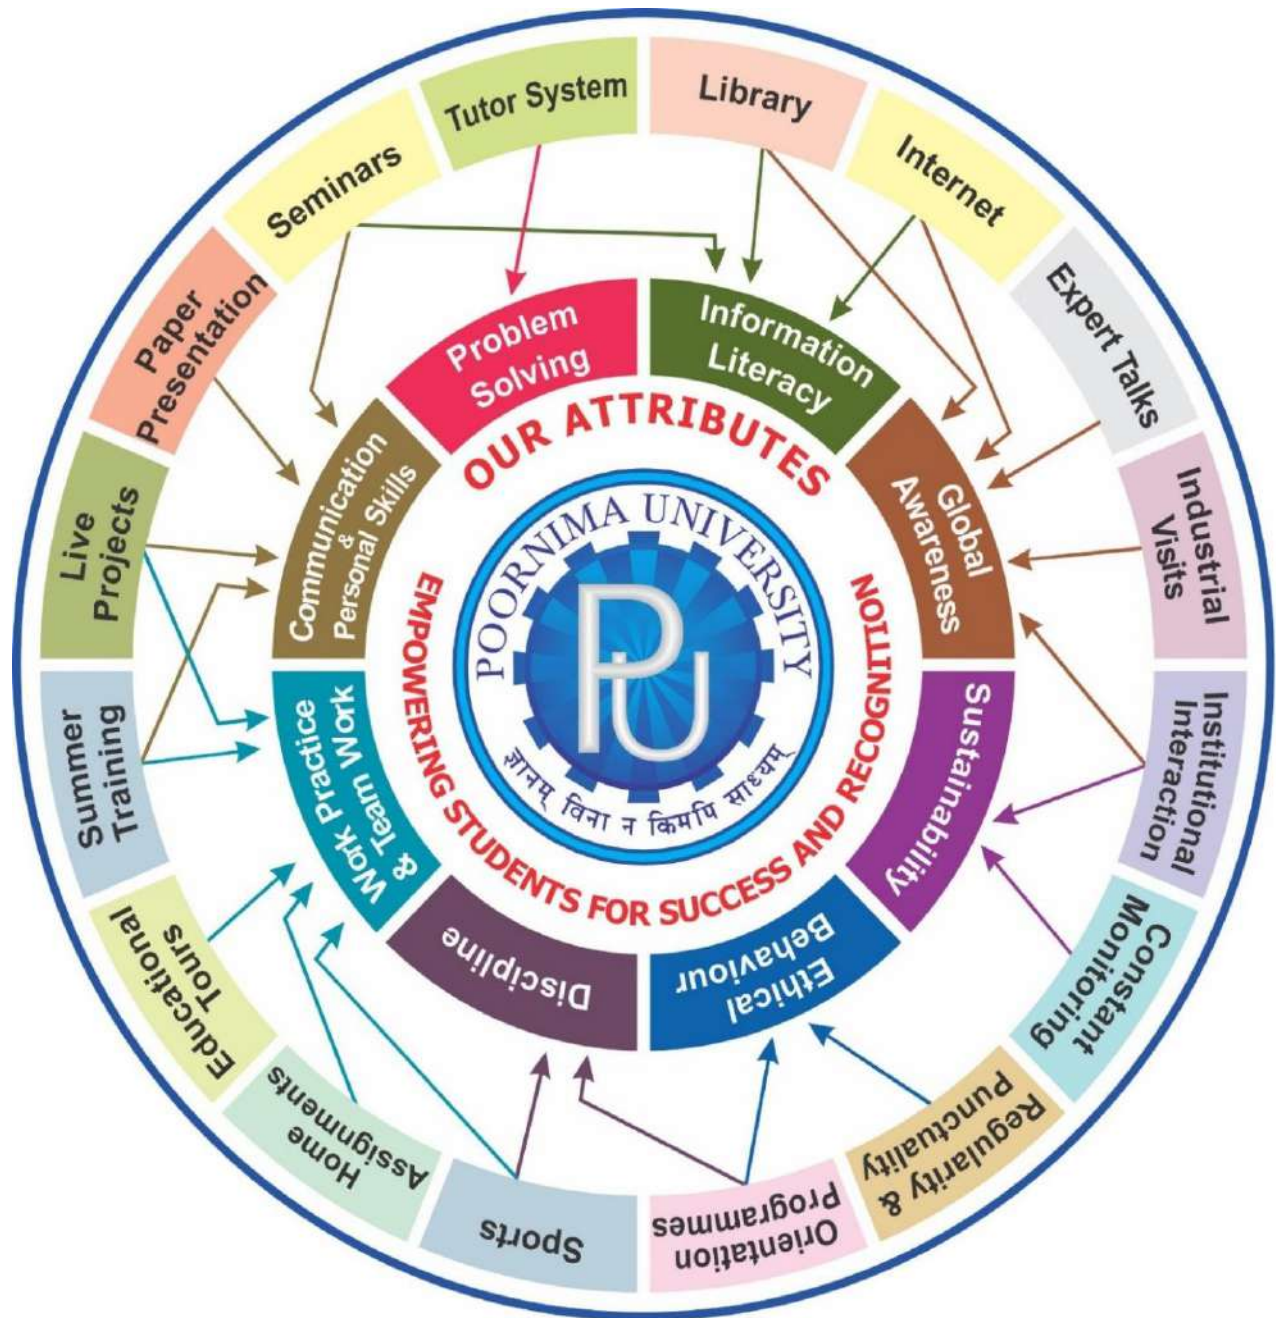 Tutor System
Library
Internet
Expert Talks
Industrial
Visits
Institutional
Interaction
Constant
Monitoring
Regularity &
Punctuality
Orientation
Programmes
Sports
Home
Assignments
Educational
Tours
Summer
Training
Live
Projects
Paper
Presentation
Seminars
Problem
Solving
Information
Literacy
Global
Awareness
Sustainability
Ethical
Behaviour
Discipline
Work Practice
& Team Work
Communication
&
Personal Skills
OUR ATTRIBUTES
EMPOWERING STUDENTS FOR SUCCESS AND RECOGNITION
POORNIMA UNIVERSITY
PU
ज्ञानम् विना न किमपि साध्यम्